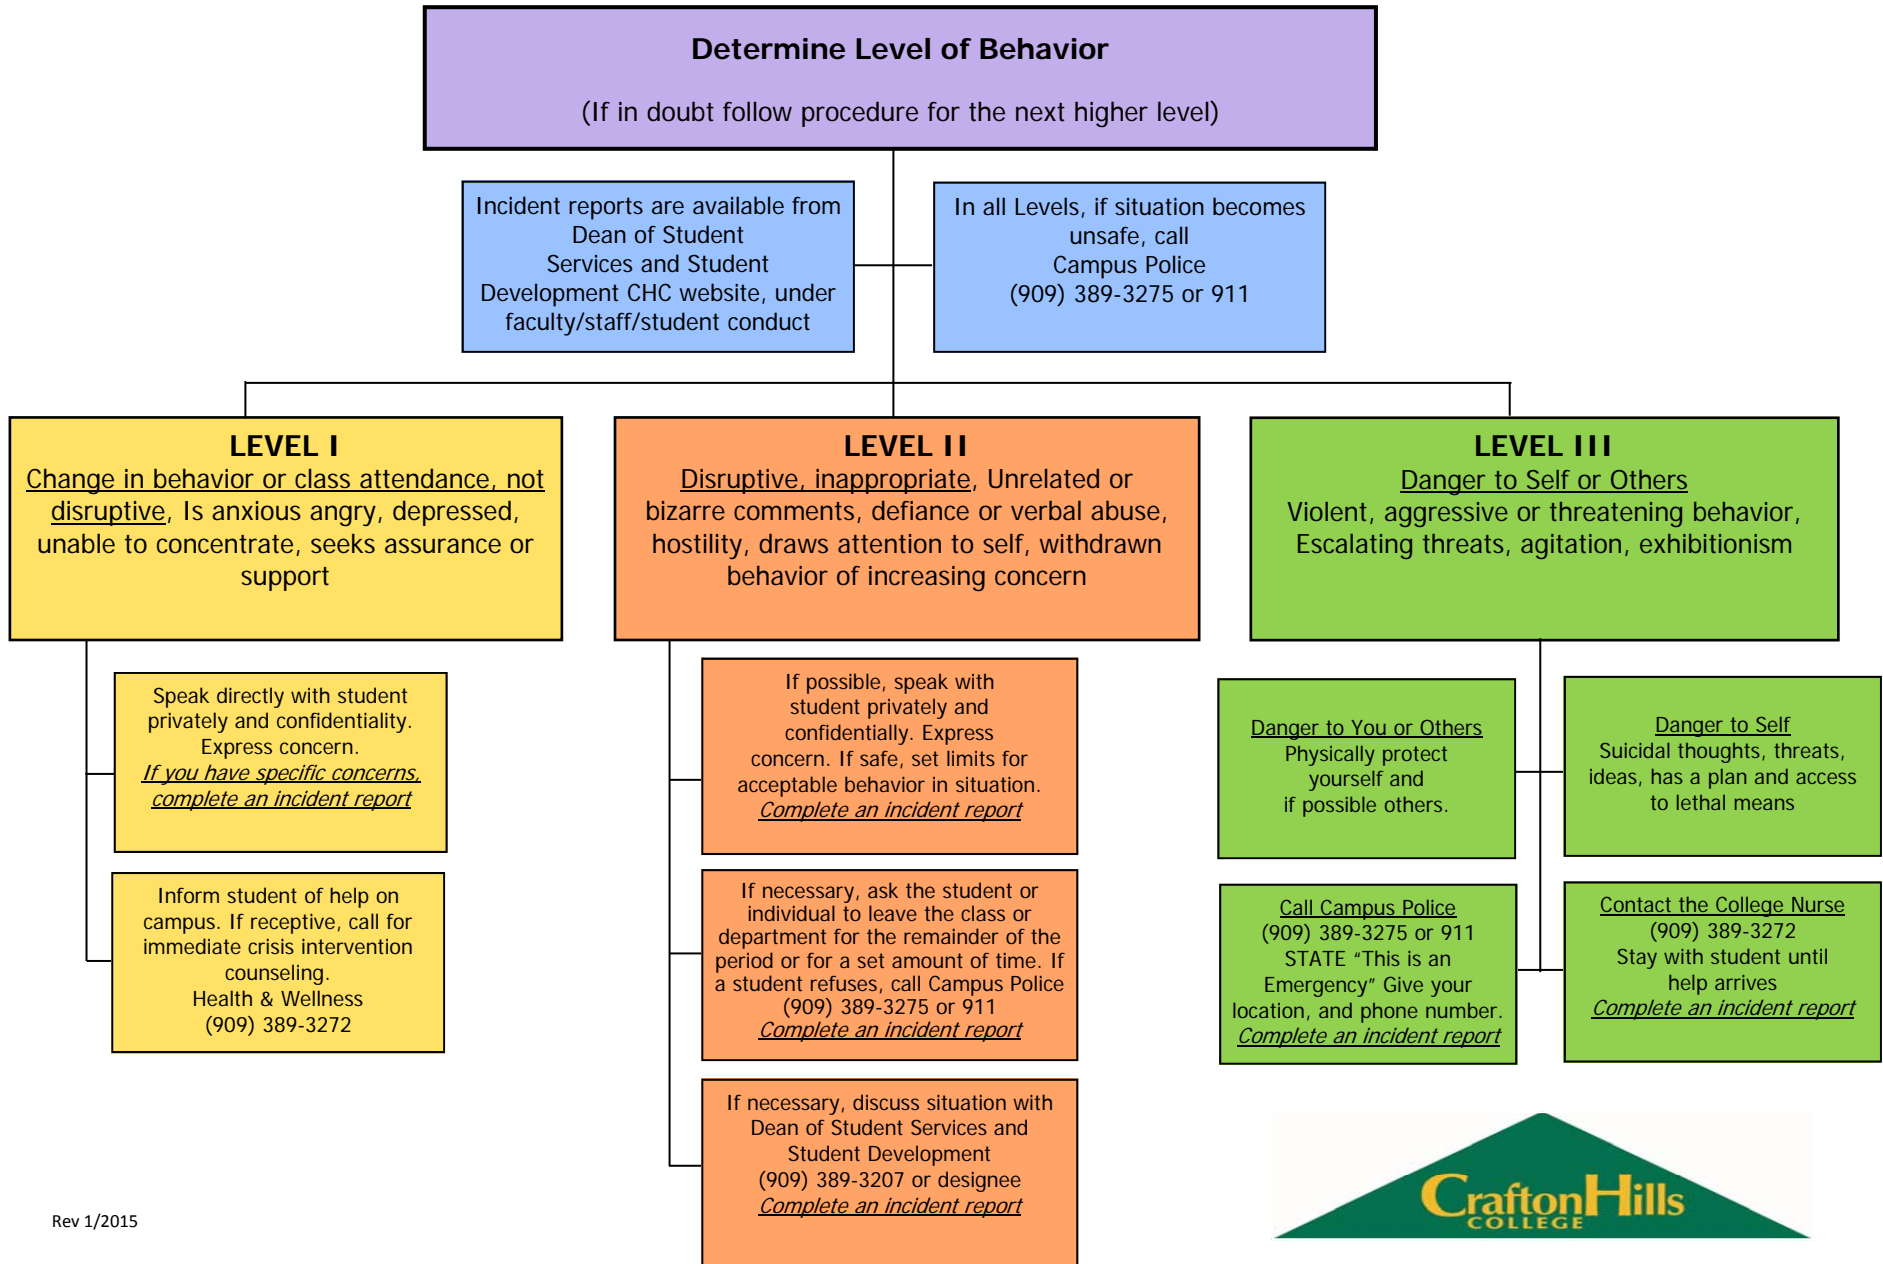 Determine Level of Behavior
(If in doubt follow procedure for the next higher level)
Incident reports are available from
Dean of Student
Services and Student
Development CHC website, under
faculty/staff/student conduct
In all Levels, if situation becomes
unsafe, call
Campus Police
(909) 389-3275 or 911
LEVEL I
Change in behavior or class attendance, not
disruptive, Is anxious angry, depressed,
unable to concentrate, seeks assurance or
support
Speak directly with student
privately and confidentiality.
Express concern.
If you have specific concerns,
complete an incident report
Inform student of help on
campus. If receptive, call for
immediate crisis intervention
counseling.
Health & Wellness
(909) 389-3272
LEVEL II
Disruptive, inappropriate, Unrelated or
bizarre comments, defiance or verbal abuse,
hostility, draws attention to self, withdrawn
behavior of increasing concern
If possible, speak with
student privately and
confidentially. Express
concern. If safe, set limits for
acceptable behavior in situation.
Complete an incident report
If necessary, ask the student or
individual to leave the class or
department for the remainder of the
period or for a set amount of time. If
a student refuses, call Campus Police
(909) 389-3275 or 911
Complete an incident report
If necessary, discuss situation with
Dean of Student Services and
Student Development
(909) 389-3207 or designee
Complete an incident report
LEVEL III
Danger to Self or Others
Violent, aggressive or threatening behavior,
Escalating threats, agitation, exhibitionism
Danger to You or Others
Physically protect
yourself and
if possible others.
Danger to Self
Suicidal thoughts, threats,
ideas, has a plan and access
to lethal means
Call Campus Police
(909) 389-3275 or 911
STATE “This is an
Emergency” Give your
location, and phone number.
Complete an incident report
Contact the College Nurse
(909) 389-3272
Stay with student until
help arrives
Complete an incident report
Rev 1/2015
CraftonHills
COLLEGE